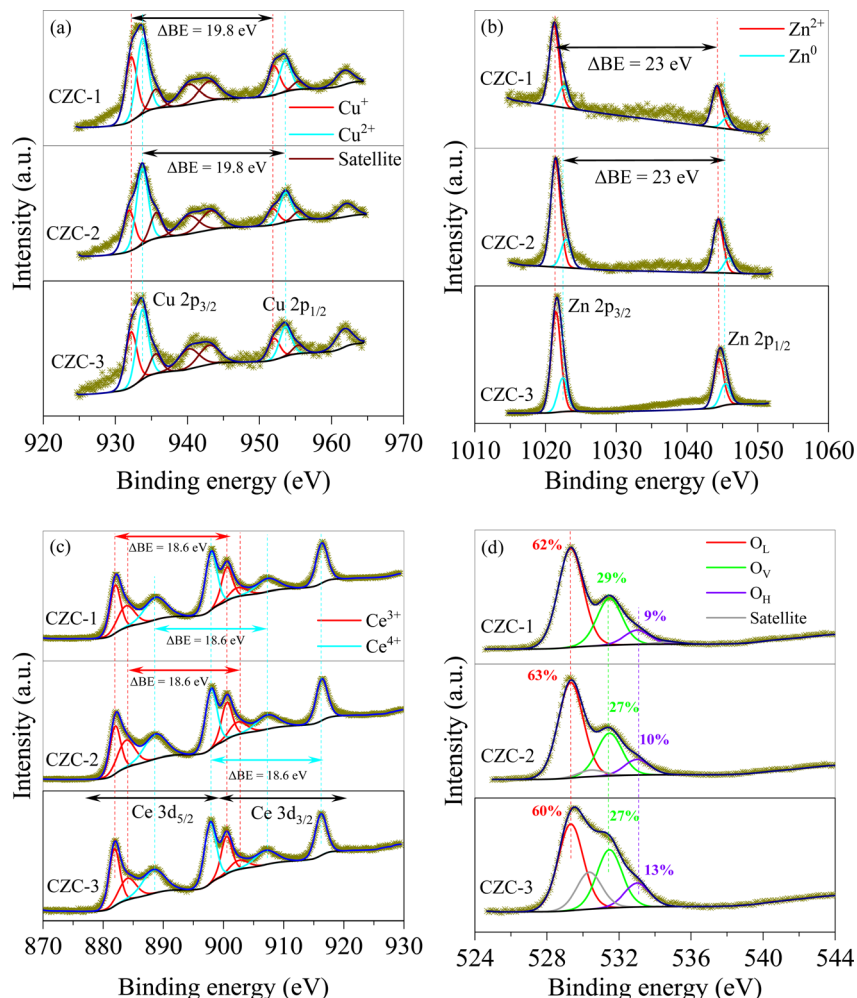 (a)
ΔBE = 19.8 eV
CZC-1
Cu⁺
Cu²⁺
Satellite
ΔBE = 19.8 eV
CZC-2
Cu 2p₃/₂
Cu 2p₁/₂
CZC-3
Intensity (a.u.)
920 930 940 950 960 970
Binding energy (eV)
(b)
Zn²⁺
Zn⁰
CZC-1
ΔBE = 23 eV
ΔBE = 23 eV
CZC-2
Zn 2p₃/₂
Zn 2p₁/₂
CZC-3
Intensity (a.u.)
1010 1020 1030 1040 1050 1060
Binding energy (eV)
(c)
ΔBE = 18.6 eV
CZC-1
Ce³⁺
Ce⁴⁺
ΔBE = 18.6 eV
ΔBE = 18.6 eV
CZC-2
ΔBE = 18.6 eV
Ce 3d₅/₂
Ce 3d₃/₂
CZC-3
Intensity (a.u.)
870 880 890 900 910 920 930
Binding energy (eV)
(d)
62%
O_L
O_V
O_H
Satellite
29%
9%
CZC-1
63%
27%
10%
CZC-2
60%
27%
13%
CZC-3
Intensity (a.u.)
524 528 532 536 540 544
Binding energy (eV)